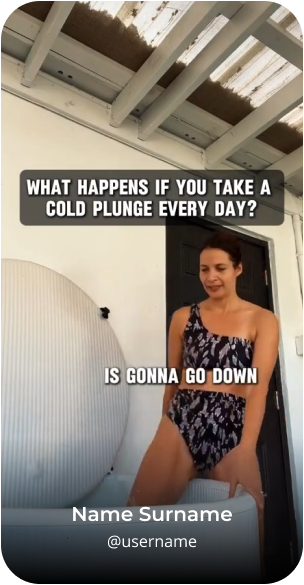 WHAT HAPPENS IF YOU TAKE A
COLD PLUNGE EVERY DAY?
IS GONNA GO DOWN
Name Surname
@username